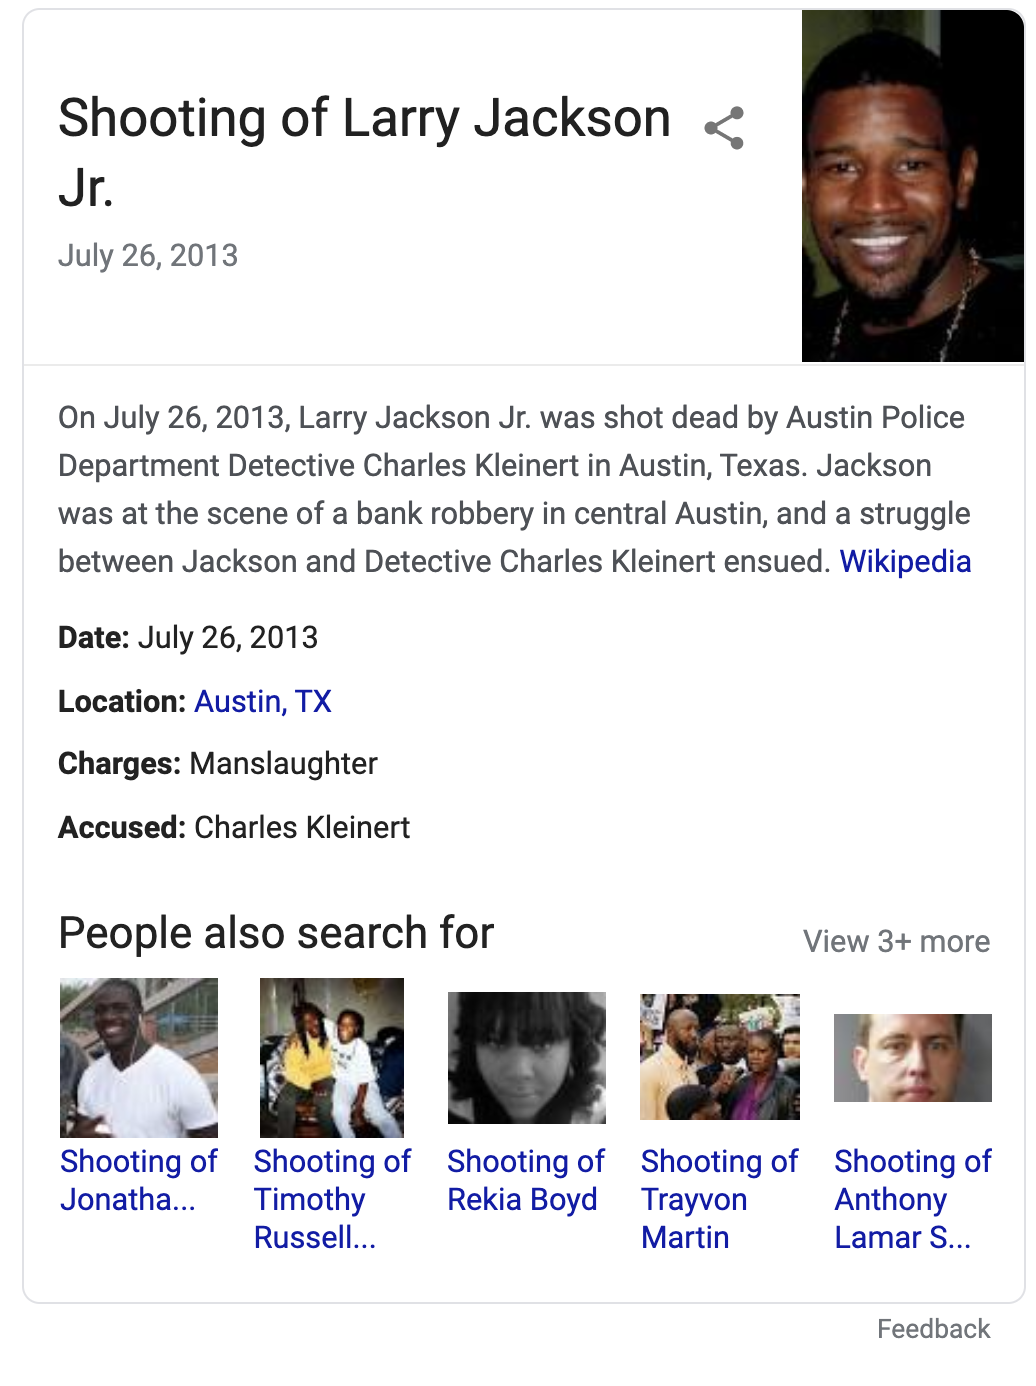 Shooting of Larry Jackson
Jr.
July 26, 2013
On July 26, 2013, Larry Jackson Jr. was shot dead by Austin Police
Department Detective Charles Kleinert in Austin, Texas. Jackson
was at the scene of a bank robbery in central Austin, and a struggle
between Jackson and Detective Charles Kleinert ensued. Wikipedia
Date: July 26, 2013
Location: Austin, TX
Charges: Manslaughter
Accused: Charles Kleinert
People also search for
View 3+ more
Shooting of
Jonatha...
Shooting of
Timothy
Russell...
Shooting of
Rekia Boyd
Shooting of
Trayvon
Martin
Shooting of
Anthony
Lamar S...
Feedback